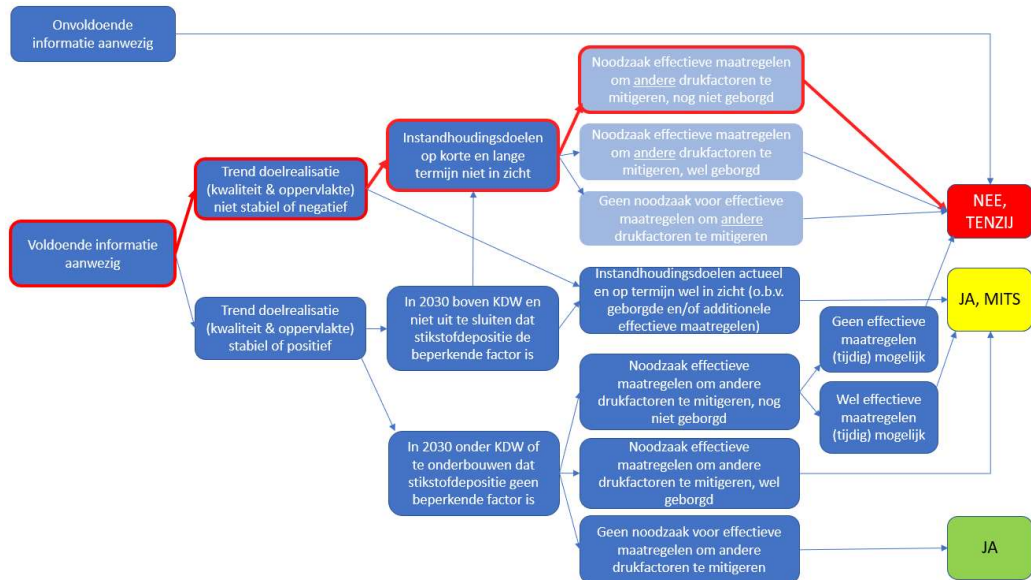 Onvoldoende
informatie aanwezig
Noodzaak effectieve maatregelen
om andere drukfactoren te
mitigeren, nog niet geborgd
Instandhoudingsdoelen
op korte en lange
termijn niet in zicht
Noodzaak effectieve maatregelen
om andere drukfactoren te
mitigeren, wel geborgd
Trend doelrealisatie
(kwaliteit & oppervlakte)
niet stabiel of negatief
Geen noodzaak voor effectieve
maatregelen om andere
drukfactoren te mitigeren
NEE,
TENZIJ
Voldoende informatie
aanwezig
Instandhoudingsdoelen actueel
en op termijn wel in zicht (o.b.v.
geborgde en/of additionele
effectieve maatregelen)
JA, MITS
Trend doelrealisatie
(kwaliteit & oppervlakte)
stabiel of positief
In 2030 boven KDW en
niet uit te sluiten dat
stikstofdepositie de
beperkende factor is
Geen effectieve
maatregelen
(tijdig) mogelijk
Noodzaak effectieve
maatregelen om andere
drukfactoren te mitigeren, nog
niet geborgd
Wel effectieve
maatregelen
(tijdig) mogelijk
In 2030 onder KDW of
te onderbouwen dat
stikstofdepositie geen
beperkende factor is
Noodzaak effectieve
maatregelen om andere
drukfactoren te mitigeren, wel
geborgd
Geen noodzaak voor effectieve
maatregelen om andere
drukfactoren te mitigeren
JA